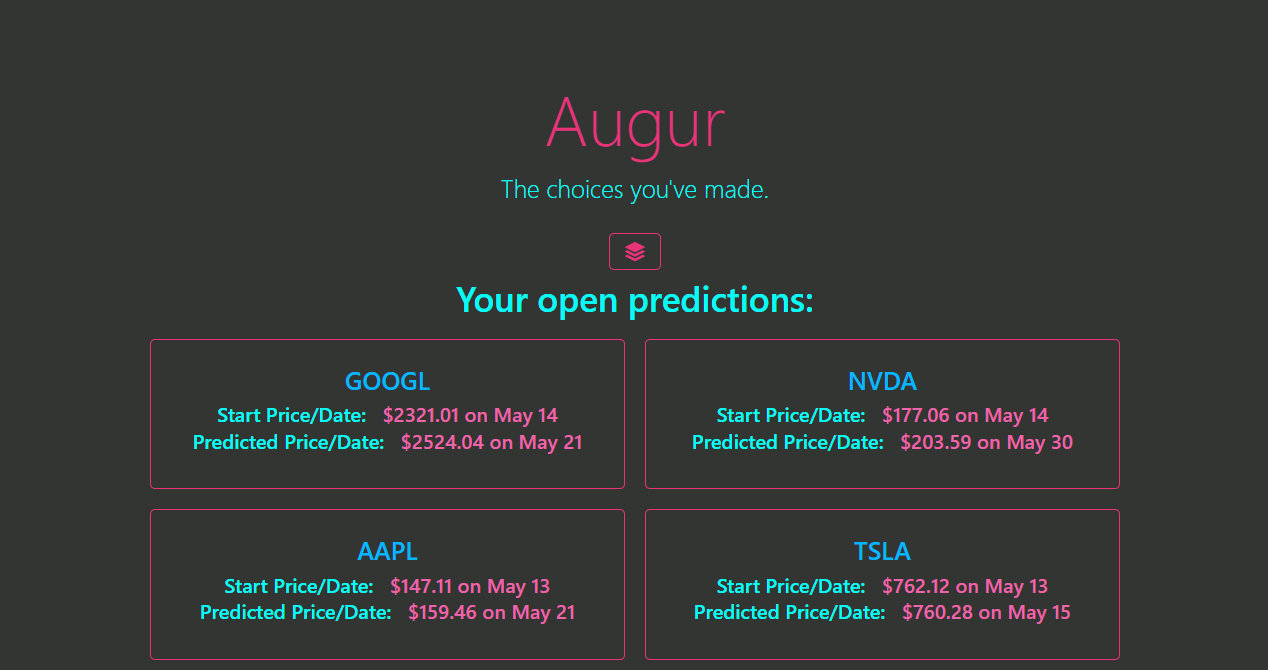 Augur
The choices you've made.
Your open predictions:
GOOGL
Start Price/Date: $2321.01 on May 14
Predicted Price/Date: $2524.04 on May 21
NVDA
Start Price/Date: $177.06 on May 14
Predicted Price/Date: $203.59 on May 30
AAPL
Start Price/Date: $147.11 on May 13
Predicted Price/Date: $159.46 on May 21
TSLA
Start Price/Date: $762.12 on May 13
Predicted Price/Date: $760.28 on May 15